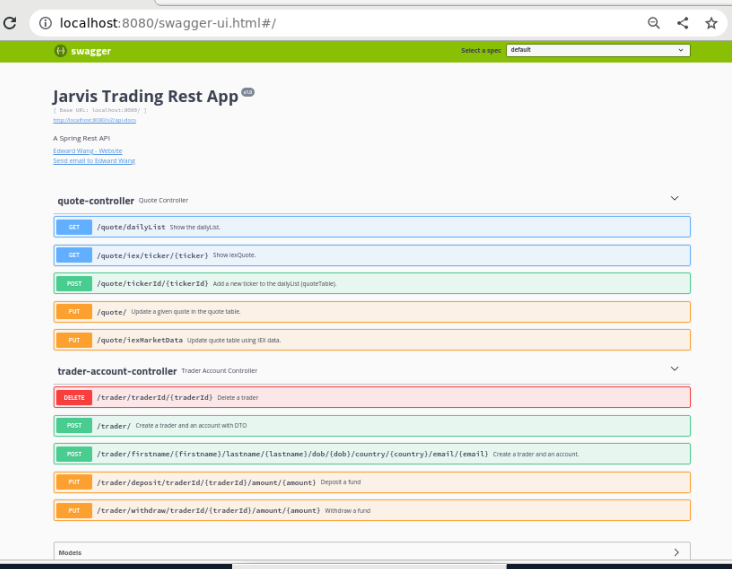 localhost:8080/swagger-ui.html#/
swagger
Select a spec
default
Jarvis Trading Rest App
[ Base URL: localhost:8080/ ]
http://localhost:8080/v2/api-docs
A Spring Rest API
Edward Wang - Website
Send email to Edward Wang
quote-controller Quote Controller
GET /quote/dailyList Show the dailyList.
GET /quote/iex/ticker/{ticker} Show iexQuote.
POST /quote/tickerId/{tickerId} Add a new ticker to the dailyList (quoteTable).
PUT /quote/ Update a given quote in the quote table.
PUT /quote/iexMarketData Update quote table using IEX data.
trader-account-controller Trader Account Controller
DELETE /trader/traderId/{traderId} Delete a trader
POST /trader/ Create a trader and an account with DTO
POST /trader/firstname/{firstname}/lastname/{lastname}/dob/{dob}/country/{country}/email/{email} Create a trader and an account.
PUT /trader/deposit/traderId/{traderId}/amount/{amount} Deposit a fund
PUT /trader/withdraw/traderId/{traderId}/amount/{amount} Withdraw a fund
Models